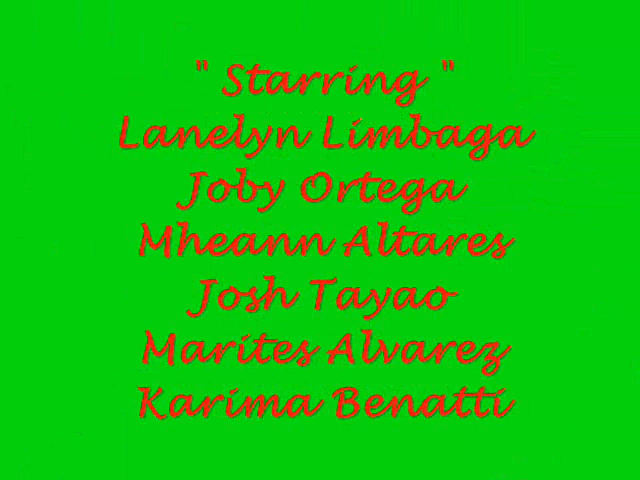 " Starring "
Lanelyn Limbaga
Joby Ortega
Mheann Altares
Josh Tayao
Marites Alvarez
Karima Benatti